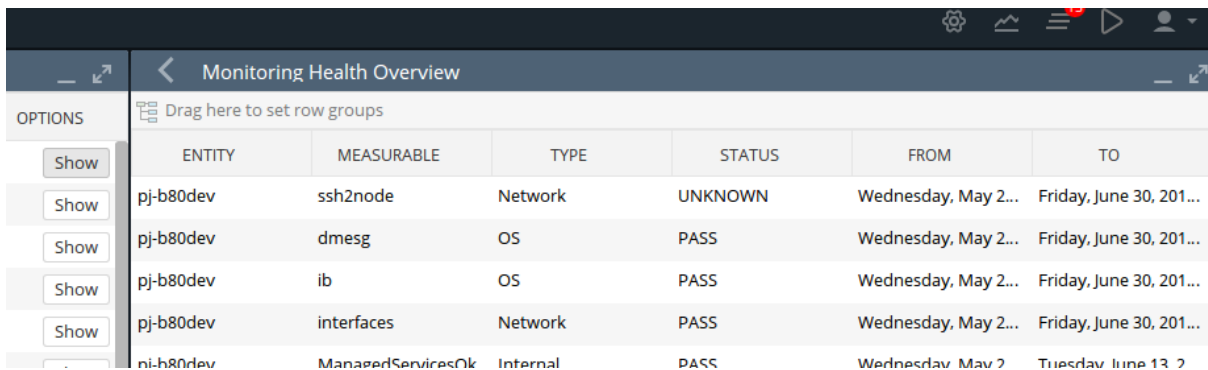 15
Monitoring Health Overview
OPTIONS
Drag here to set row groups
ENTITY MEASURABLE TYPE STATUS FROM TO
Show
pj-b80dev ssh2node Network UNKNOWN Wednesday, May 2... Friday, June 30, 201...
Show
pj-b80dev dmesg OS PASS Wednesday, May 2... Friday, June 30, 201...
Show
pj-b80dev ib OS PASS Wednesday, May 2... Friday, June 30, 201...
Show
pj-b80dev interfaces Network PASS Wednesday, May 2... Friday, June 30, 201...
Show
pj-b80dev ManagedServicesOk Internal PASS Wednesday, May 2... Tuesday, June 13, 2...